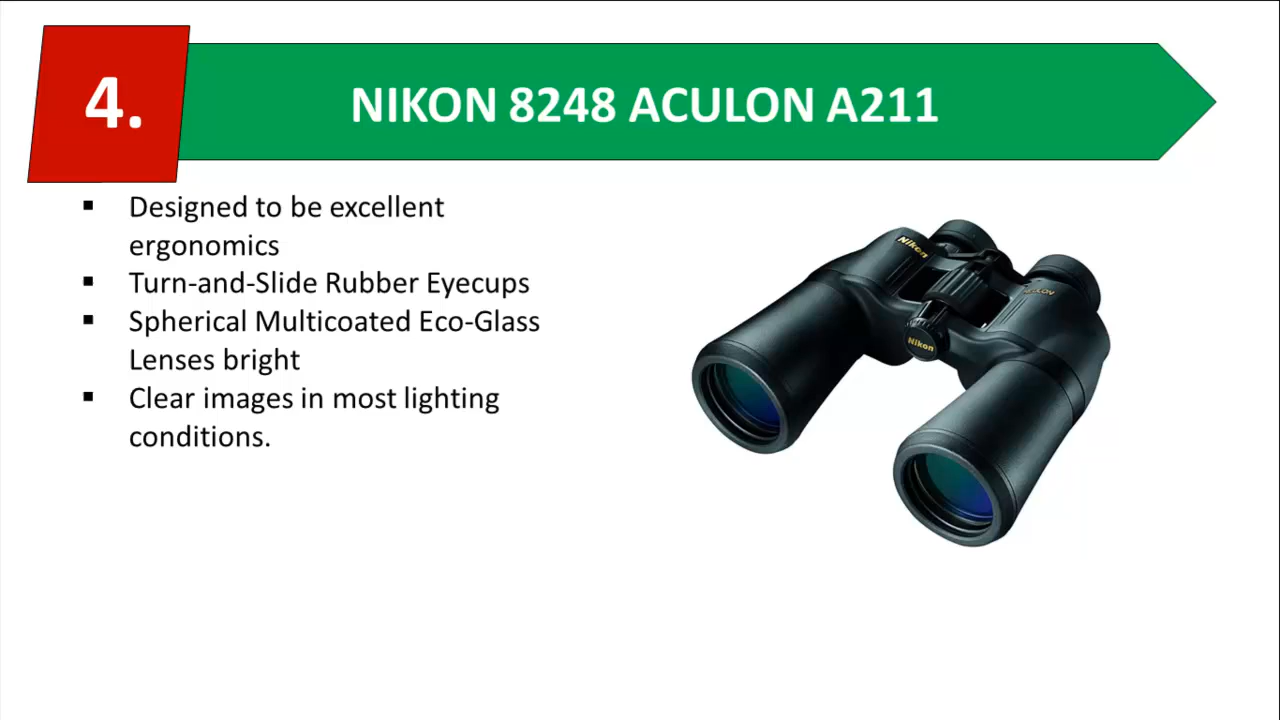 4.
NIKON 8248 ACULON A211
▪ Designed to be excellent
ergonomics
▪ Turn-and-Slide Rubber Eyecups
▪ Spherical Multicoated Eco-Glass
Lenses bright
▪ Clear images in most lighting
conditions.
Nikon
ACULON
Nikon